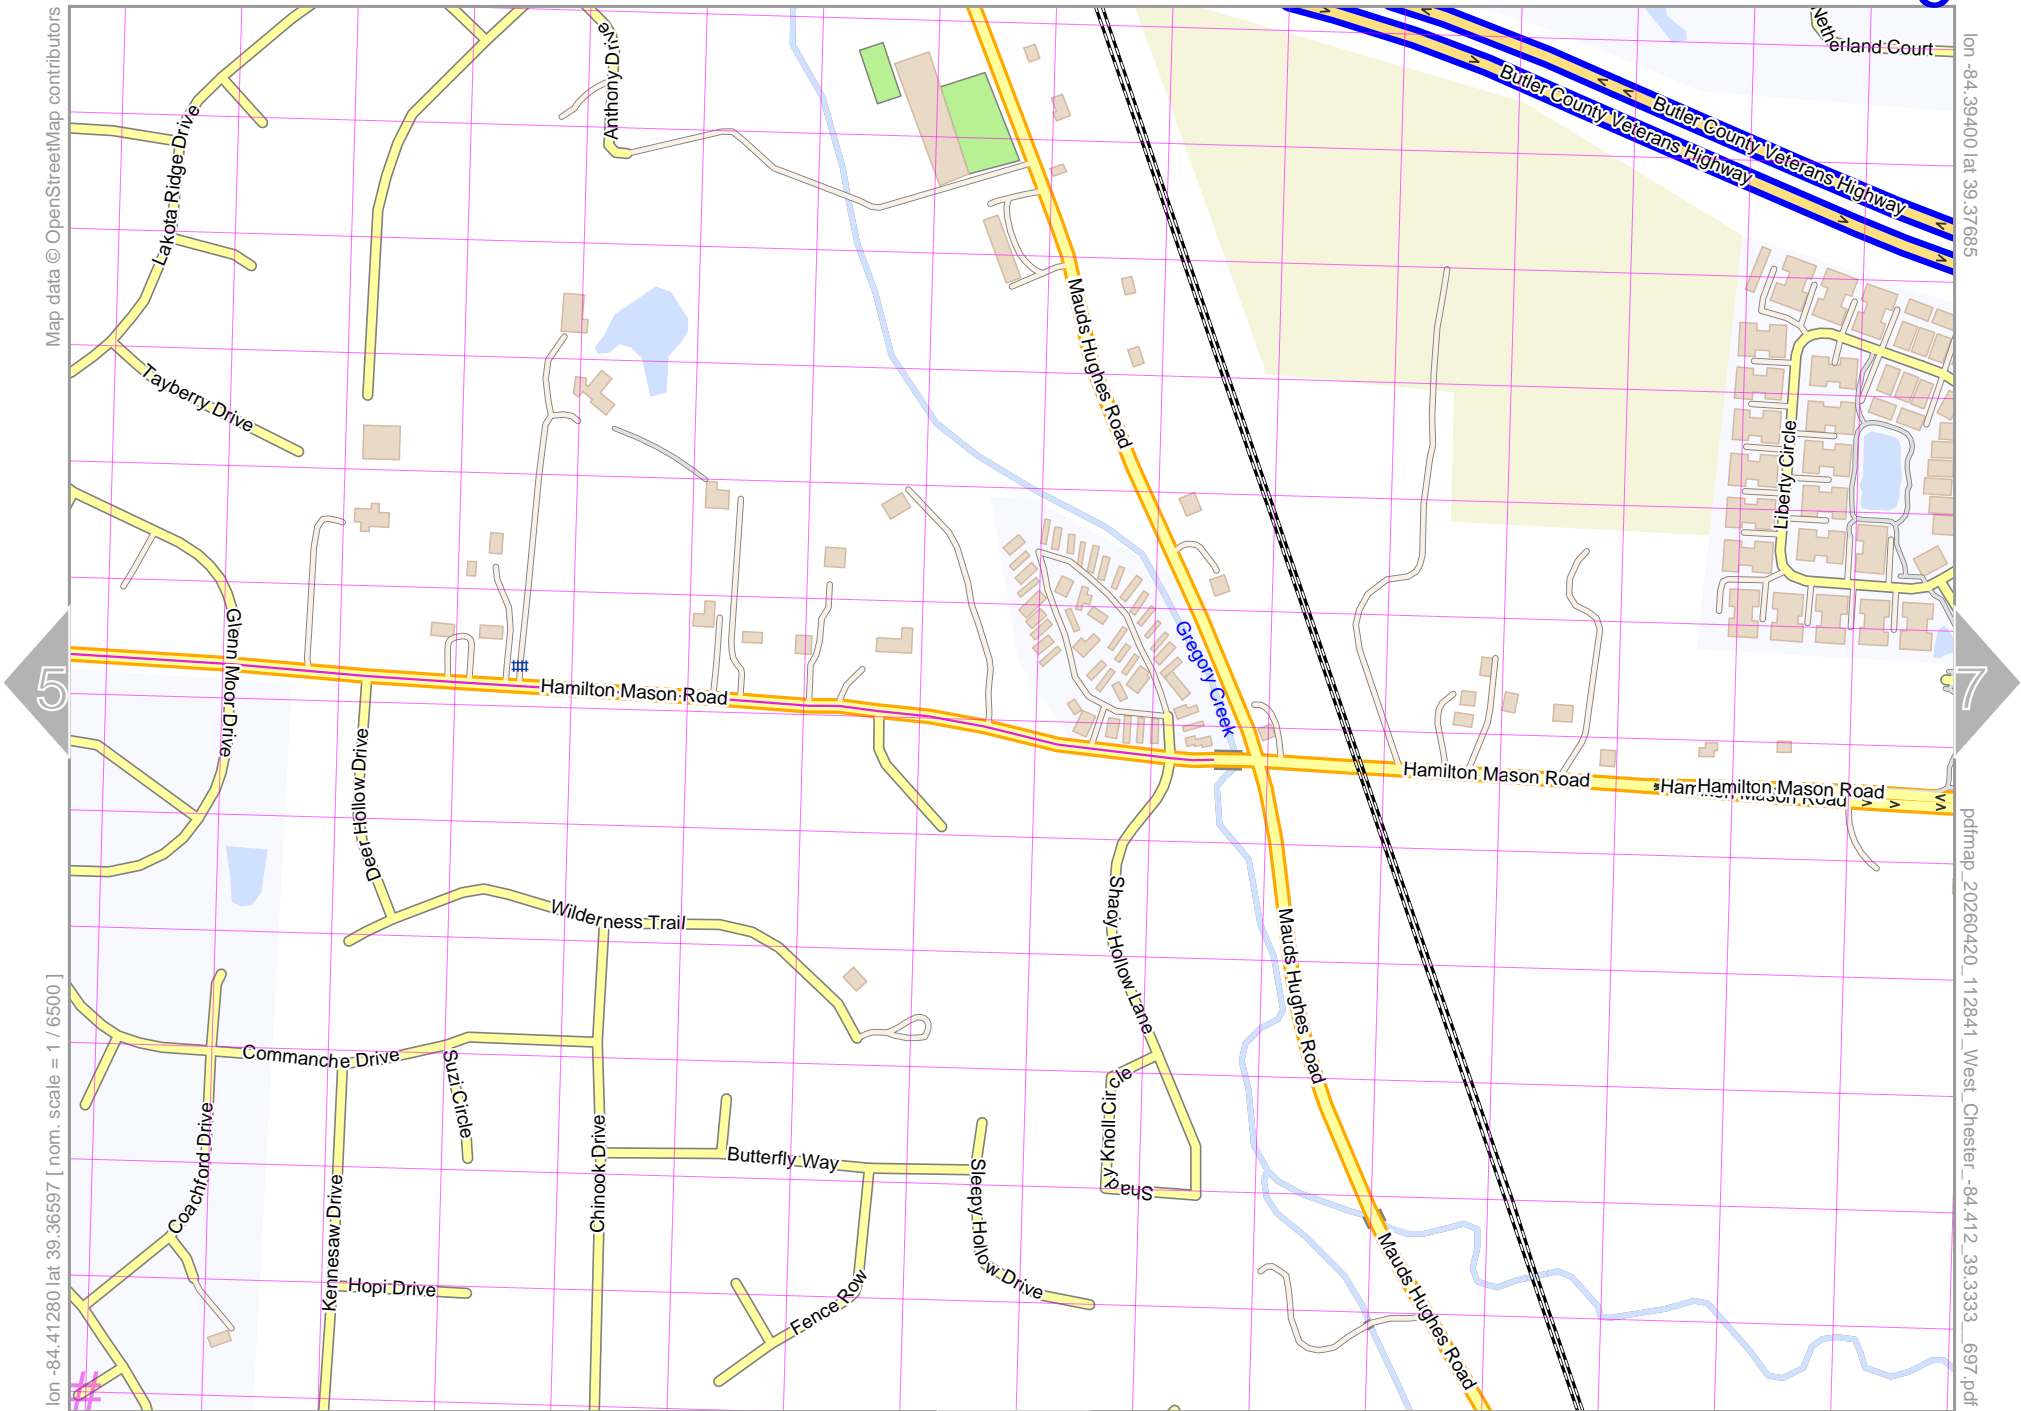 Map data © OpenStreetMap contributors
lon -84.39400 lat 39.37685
Netherland Court
Anthony Drive
Butler County Veterans Highway
Butler County Veterans Highway
Lakota Ridge Drive
Mauds Hughes Road
Tayberry Drive
Liberty Circle
Glenn Moor Drive
Gregory Creek
5
7
Hamilton Mason Road
Hamilton Mason Road
Hamilton Mason Road
Hamilton Mason Road
Deer Hollow Drive
Wilderness Trail
Shady Hollow Lane
Mauds Hughes Road
Commanche Drive
Suzi Circle
Shady Knoll Circle
Coachford Drive
Chinook Drive
Butterfly Way
Sleepy Hollow Drive
Kennesaw Drive
Hopi Drive
Fence Row
Mauds Hughes Road
#
lon -84.41280 lat 39.36597 [ nom. scale = 1 / 6500 ]
pdfmap_20260420_112841_West_Chester_-84.412_39.3333__697.pdf